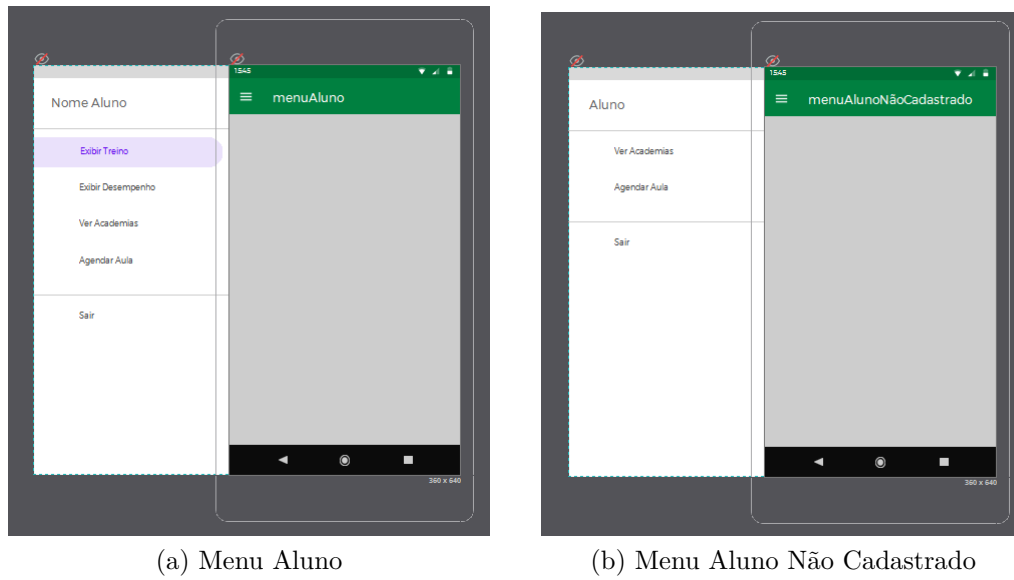 1545
menuAluno
Nome Aluno
Exibir Treino
Exibir Desempenho
Ver Academias
Agendar Aula
Sair
360 x 640
(a) Menu Aluno
1545
menuAlunoNãoCadastrado
Aluno
Ver Academias
Agendar Aula
Sair
360 x 640
(b) Menu Aluno Não Cadastrado